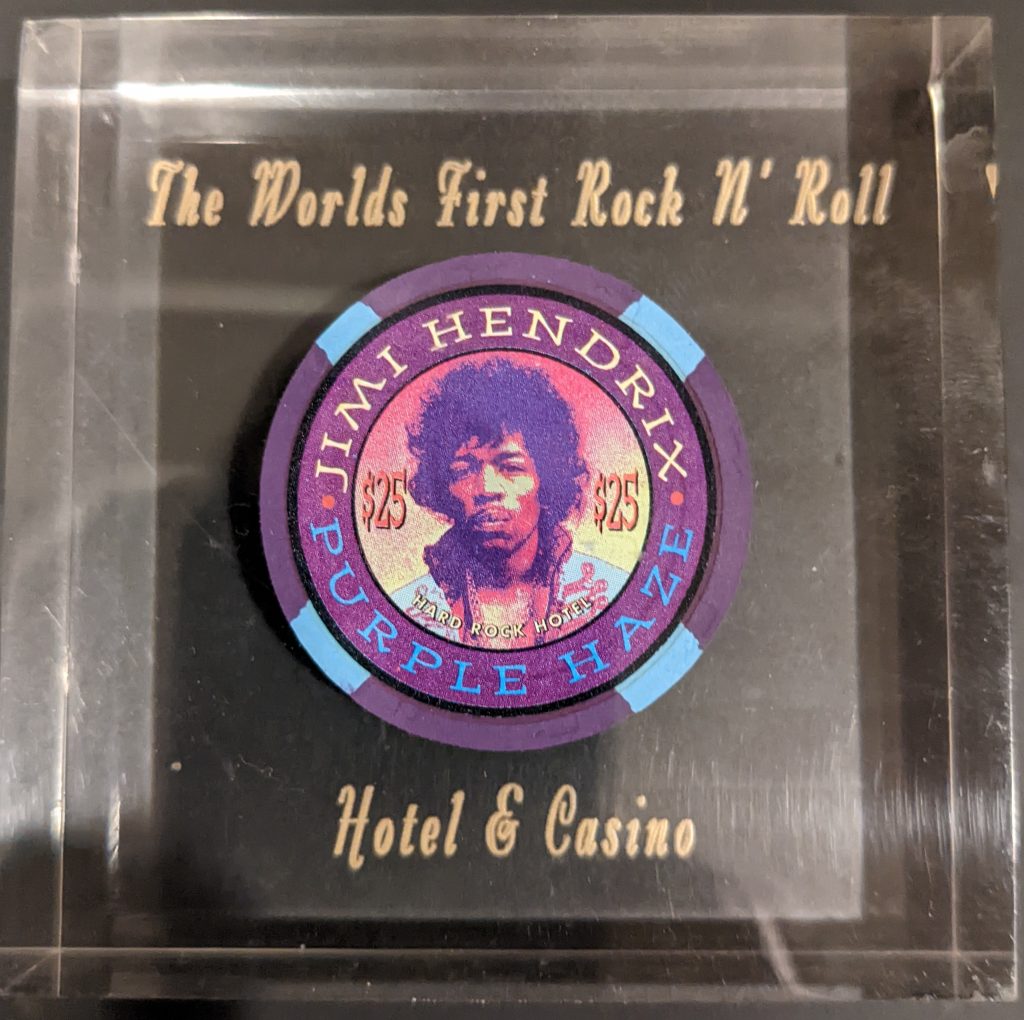 The Worlds First Rock N' Roll
JIMI HENDRIX
$25 $25
HARD ROCK HOTEL
PURPLE HAZE
Hotel & Casino